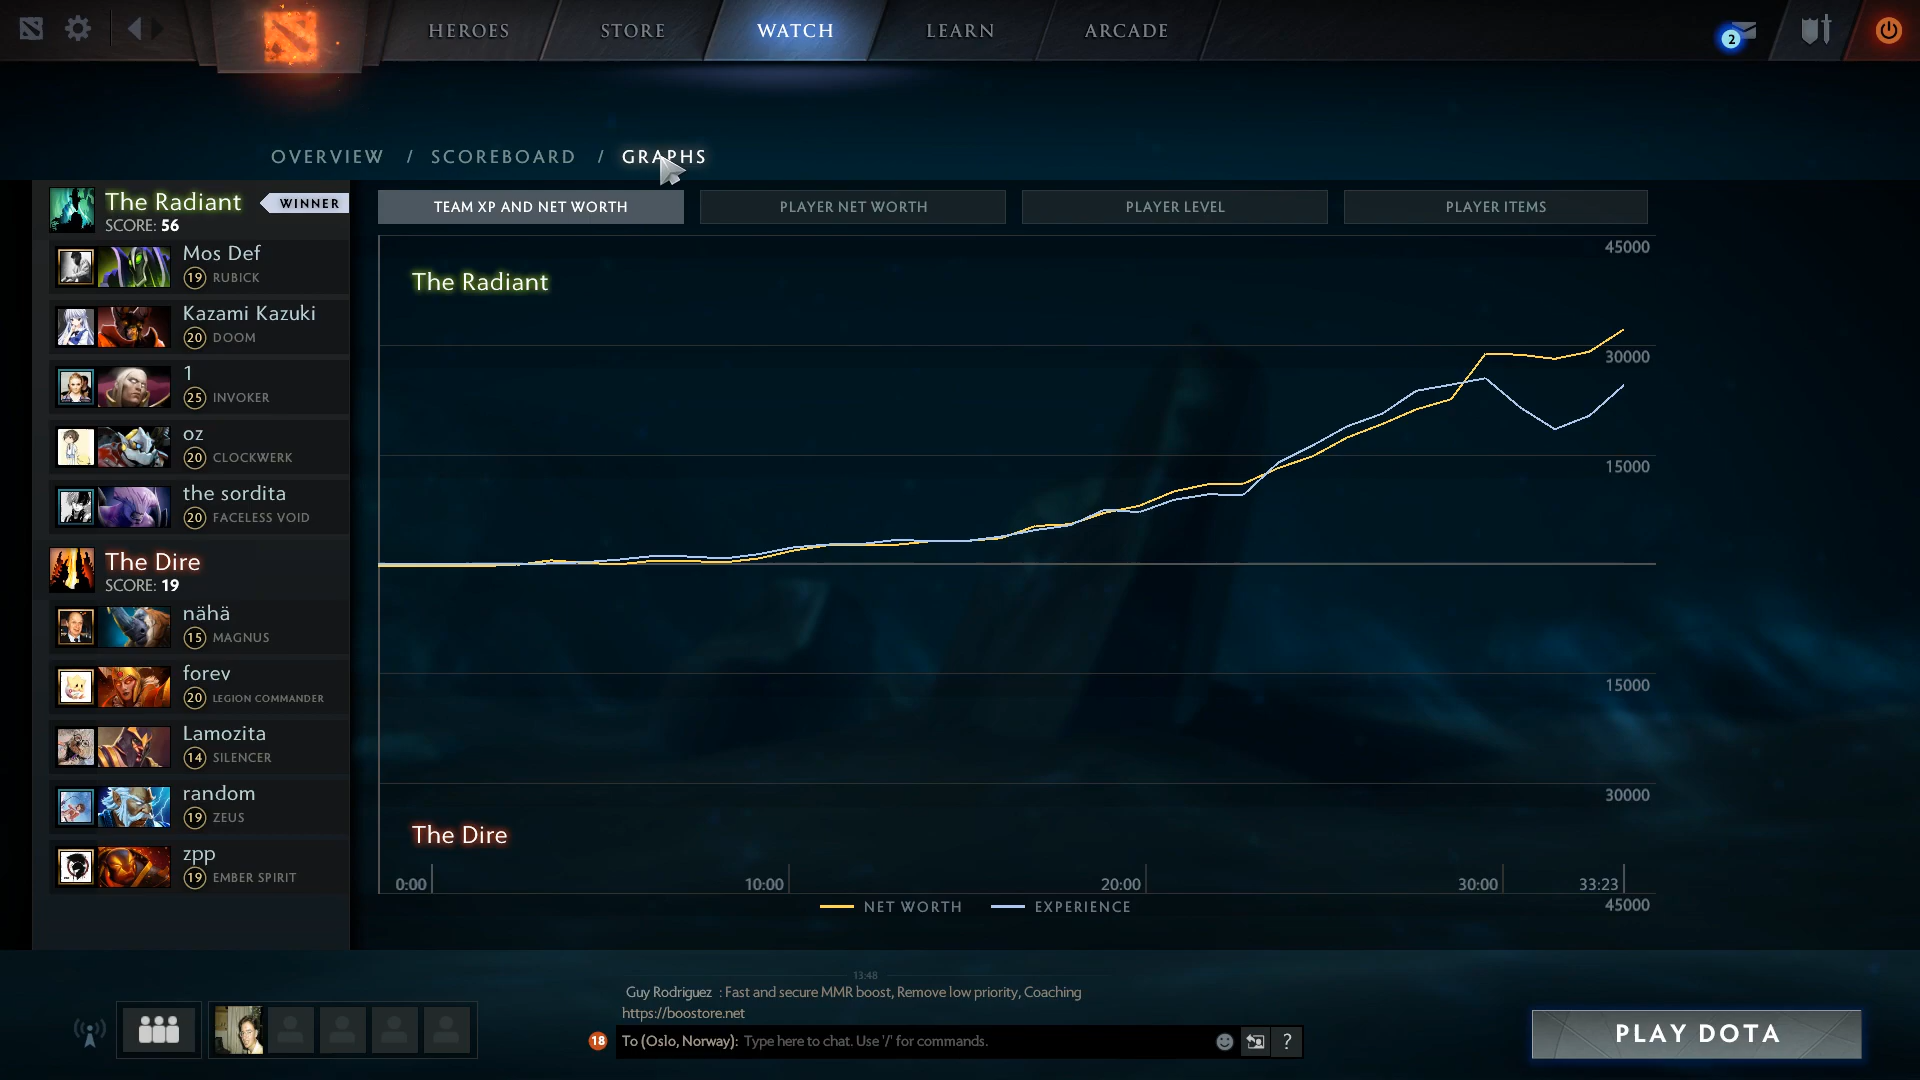 HEROES
STORE
WATCH
LEARN
ARCADE
2
OVERVIEW / SCOREBOARD / GRAPHS
The Radiant
WINNER
SCORE: 56
Mos Def
19 RUBICK
Kazami Kazuki
20 DOOM
1
25 INVOKER
oz
20 CLOCKWERK
the sordita
20 FACELESS VOID
The Dire
SCORE: 19
nähä
15 MAGNUS
forev
20 LEGION COMMANDER
Lamozita
14 SILENCER
random
19 ZEUS
zpp
19 EMBER SPIRIT
TEAM XP AND NET WORTH
PLAYER NET WORTH
PLAYER LEVEL
PLAYER ITEMS
45000
The Radiant
30000
15000
15000
30000
The Dire
0:00
10:00
20:00
30:00
33:23
NET WORTH
EXPERIENCE
45000
13:48
Guy Rodriguez : Fast and secure MMR boost, Remove low priority, Coaching
https://boostore.net
18
To (Oslo, Norway): Type here to chat. Use '/' for commands.
?
PLAY DOTA